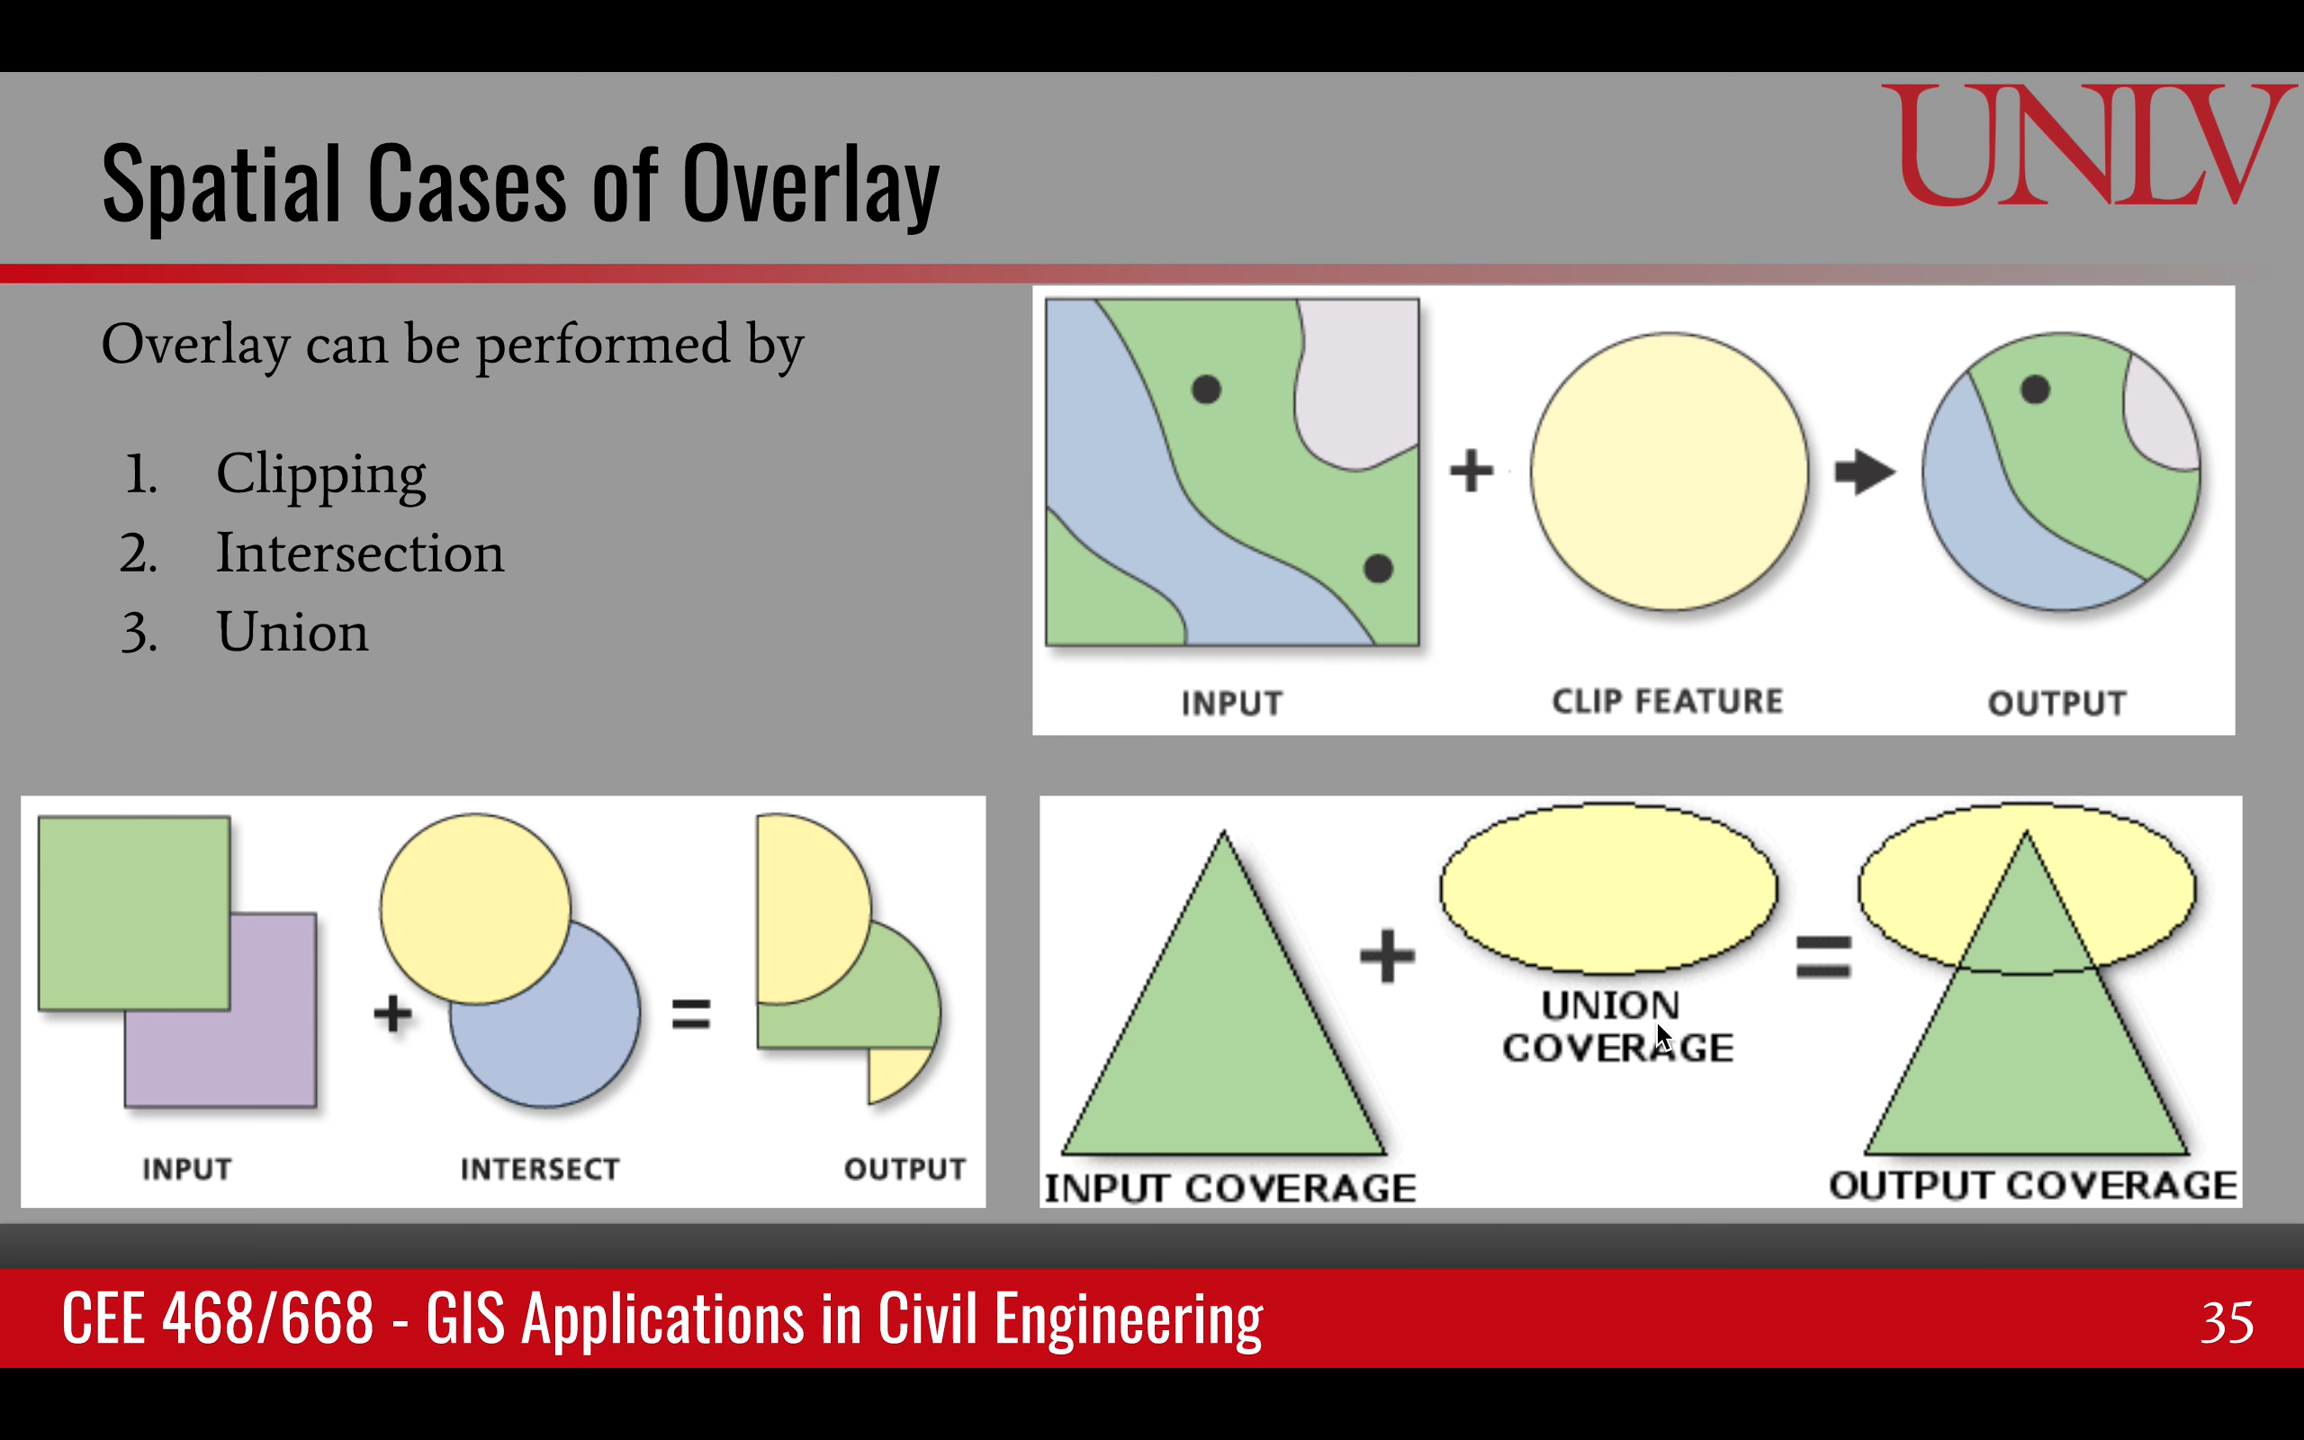 UNLV
Spatial Cases of Overlay
Overlay can be performed by
1. Clipping
2. Intersection
3. Union
INPUT
CLIP FEATURE
OUTPUT
INPUT
INTERSECT
OUTPUT
UNION
COVERAGE
INPUT COVERAGE
OUTPUT COVERAGE
CEE 468/668 - GIS Applications in Civil Engineering
35